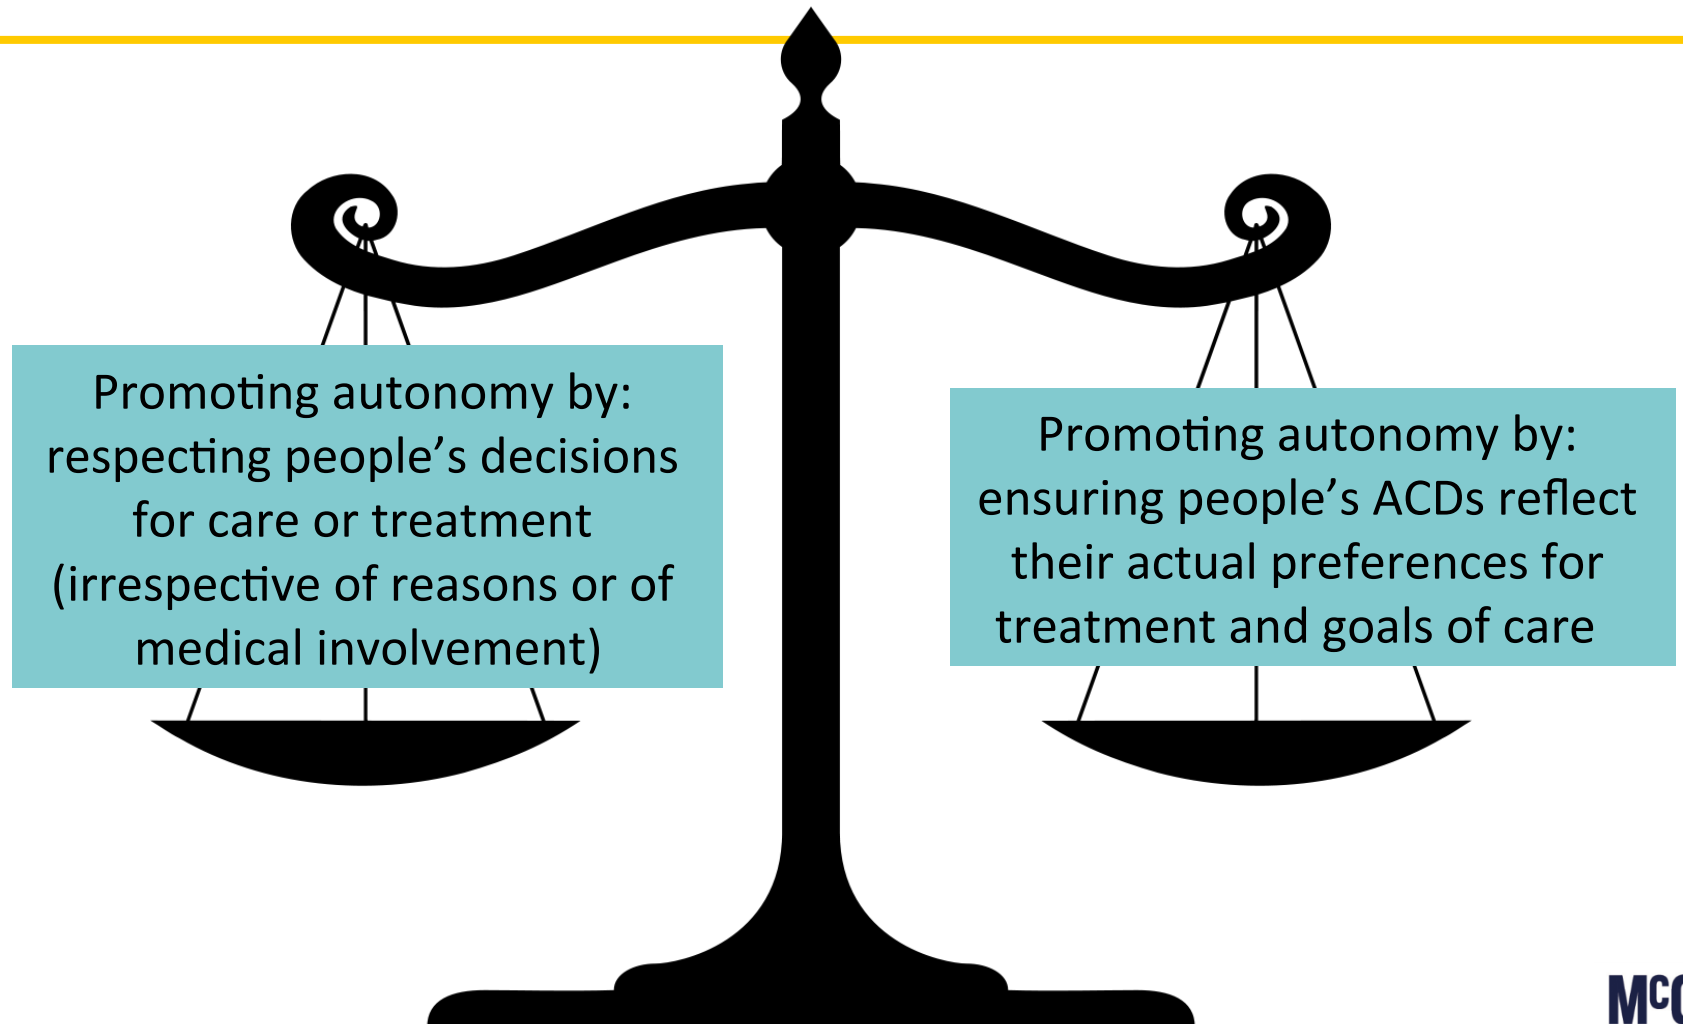 Promoting autonomy by:
respecting people’s decisions
for care or treatment
(irrespective of reasons or of
medical involvement)
Promoting autonomy by:
ensuring people’s ACDs reflect
their actual preferences for
treatment and goals of care